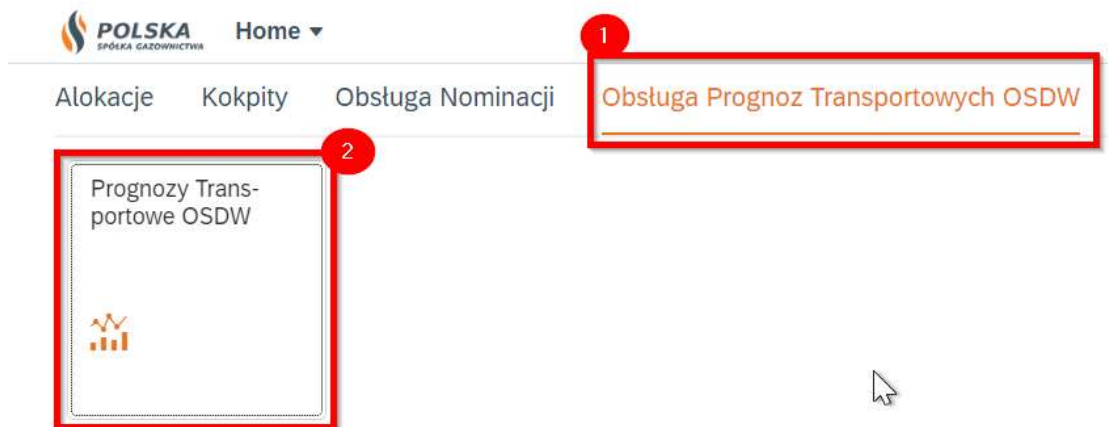 POLSKA
SPÓŁKA GAZOWNICTWA
Home
1
Alokacje Kokpity Obsługa Nominacji Obsługa Prognoz Transportowych OSDW
2
Prognozy Trans-
portowe OSDW